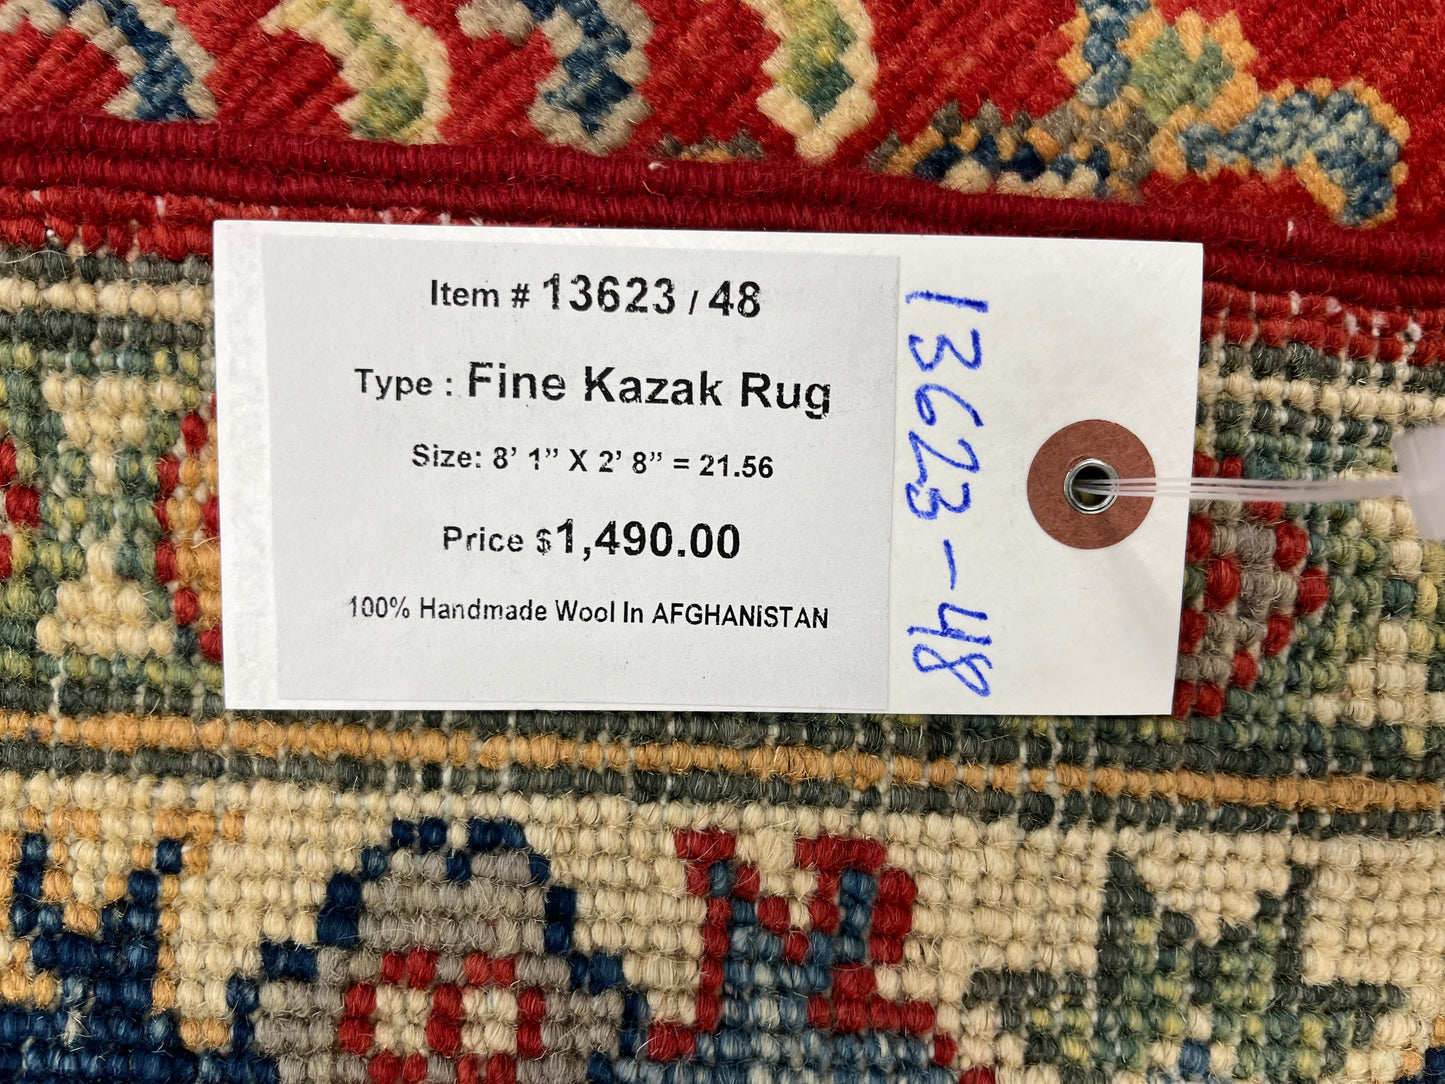 Item # 13623 / 48
Type : Fine Kazak Rug
Size: 8’ 1” X 2’ 8” = 21.56
Price $1,490.00
100% Handmade Wool In AFGHANiSTAN
13623-48